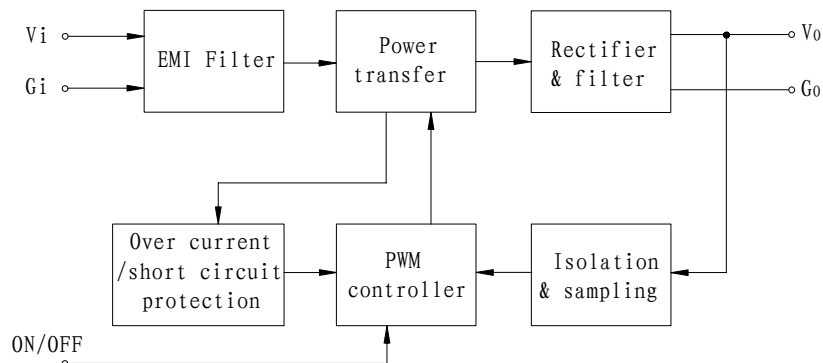 Vi
Gi
EMI Filter
Power
transfer
Rectifier
& filter
V0
G0
Over current
/short circuit
protection
PWM
controller
Isolation
& sampling
ON/OFF